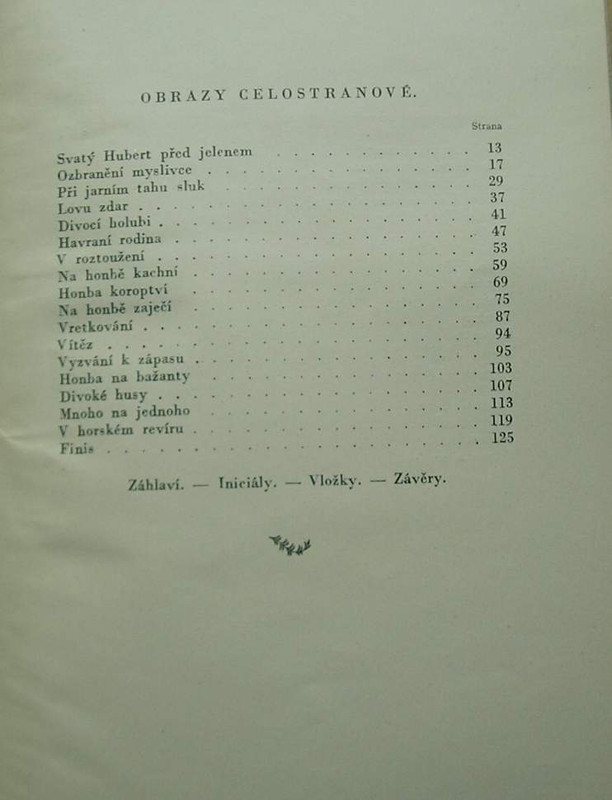 OBRAZY CELOSTRANOVÉ.
Strana
Svatý Hubert před jelenem . . . . . . . . . . . 13
Ozbranění myslivce . . . . . . . . . . . . . 17
Při jarním tahu sluk . . . . . . . . . . . . 29
Lovu zdar . . . . . . . . . . . . . . . 37
Divocí holubi . . . . . . . . . . . . . . 41
Havraní rodina . . . . . . . . . . . . . 47
V roztoužení . . . . . . . . . . . . . . 53
Na honbě kachní . . . . . . . . . . . . . 59
Honba koroptví . . . . . . . . . . . . . 69
Na honbě zaječí . . . . . . . . . . . . . 75
Vretkování . . . . . . . . . . . . . . . 87
Vítěz . . . . . . . . . . . . . . . . 94
Vyzvání k zápasu . . . . . . . . . . . . . 95
Honba na bažanty . . . . . . . . . . . . 103
Divoké husy . . . . . . . . . . . . . . 107
Mnoho na jednoho . . . . . . . . . . . . 113
V horském revíru . . . . . . . . . . . . . 119
Finis . . . . . . . . . . . . . . . . 125
Záhlaví. — Iniciály. — Vložky. — Závěry.